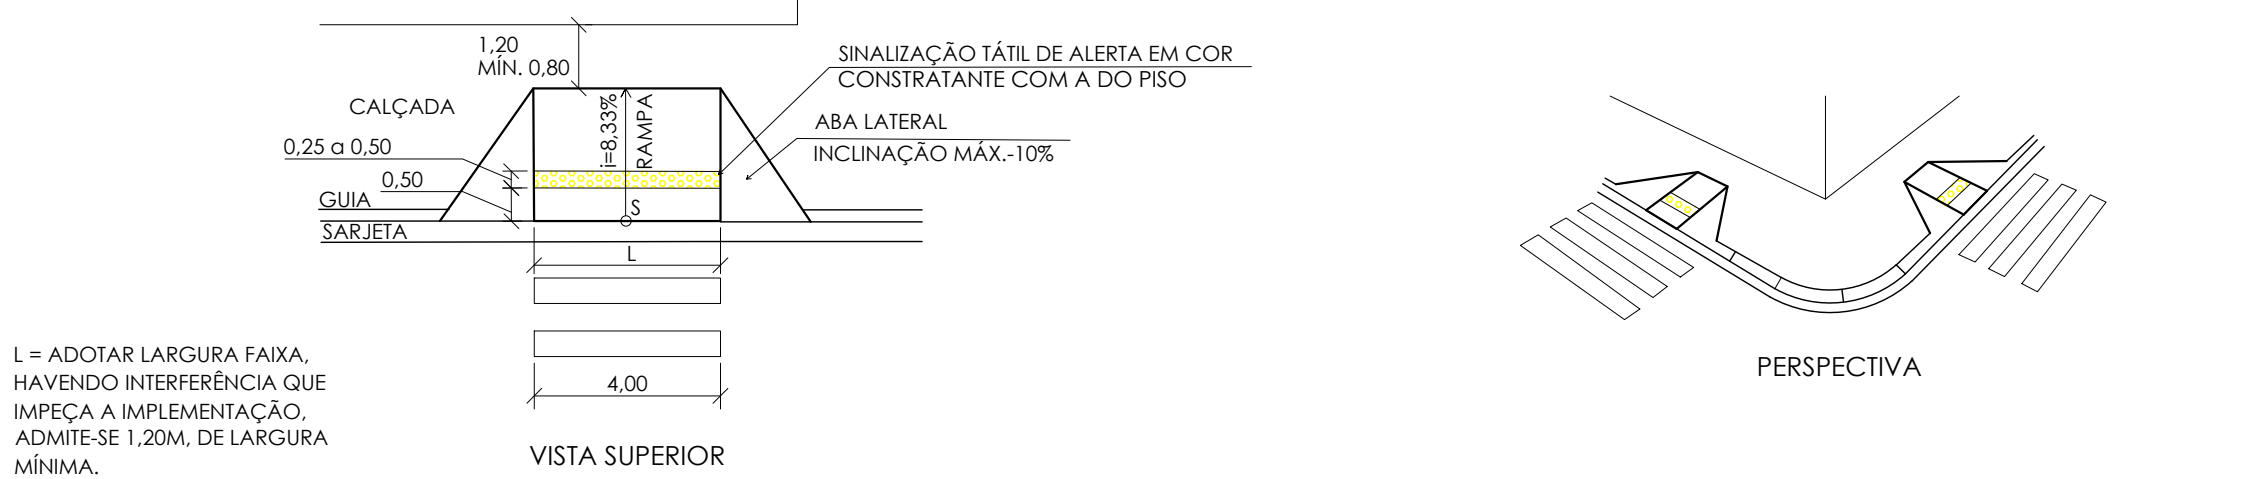 1,20
MÍN. 0,80
SINALIZAÇÃO TÁTIL DE ALERTA EM COR
CONSTRATANTE COM A DO PISO
CALÇADA
i=8,33%
RAMPA
ABA LATERAL
INCLINAÇÃO MÁX.-10%
0,25 a 0,50
0,50
GUIA
S
SARJETA
L
L = ADOTAR LARGURA FAIXA,
HAVENDO INTERFERÊNCIA QUE
IMPEÇA A IMPLEMENTAÇÃO,
ADMITE-SE 1,20M, DE LARGURA
MÍNIMA.
4,00
VISTA SUPERIOR
PERSPECTIVA